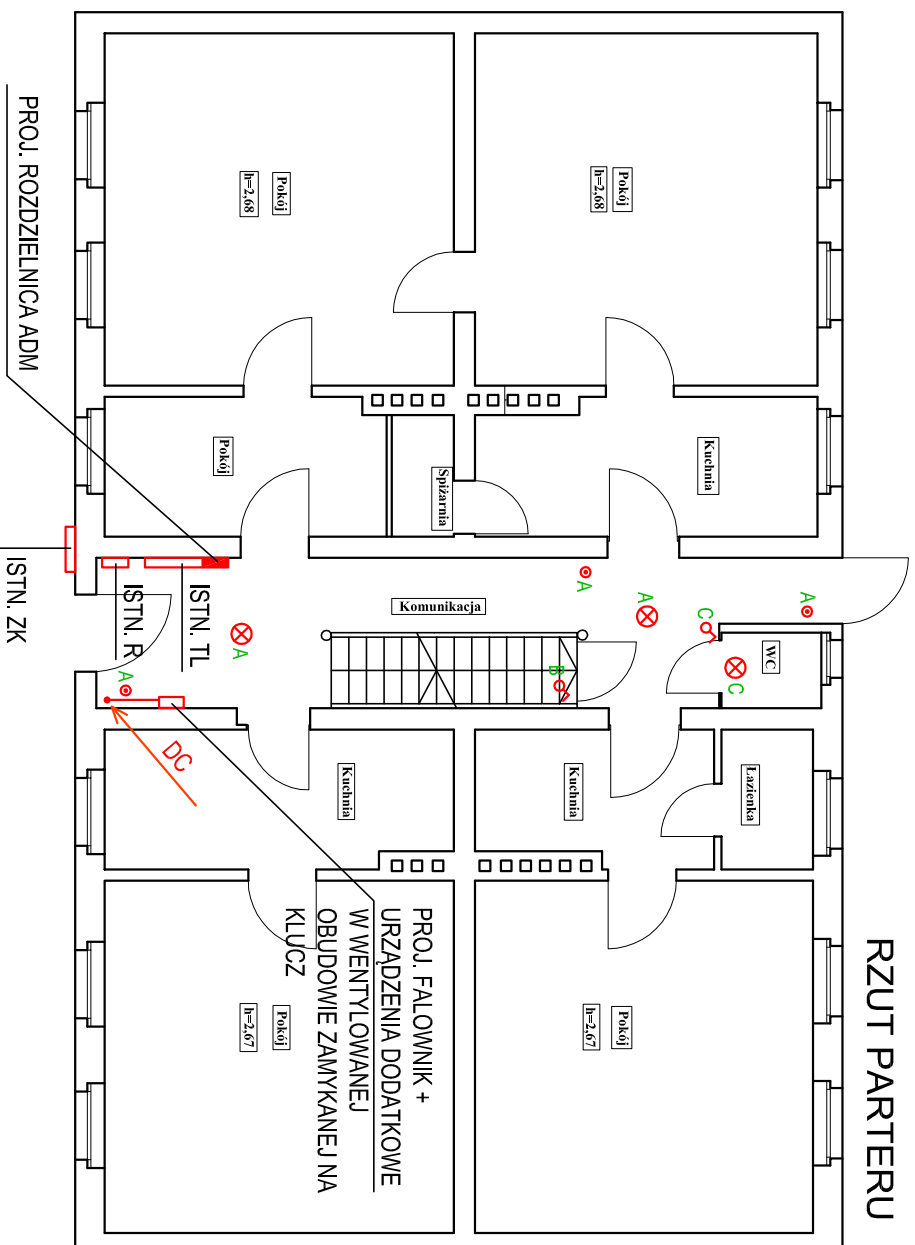 RZUT PARTERU
Pokój
h=2,68
Kuchnia
A
WC
C
C
A
A
Łazienka
Pokój
h=2,67
Pokój
h=2,68
Spiżarnia
Komunikacja
B
Kuchnia
Pokój
Kuchnia
A
PROJ. FALOWNIK +
URZĄDZENIA DODATKOWE
W WENTYLOWANEJ
OBUDOWIE ZAMYKANEJ NA
KLUCZ
Pokój
h=2,67
ISTN. TL
ISTN. R
A
DC
PROJ. ROZDZIELNICA ADM
ISTN. ZK